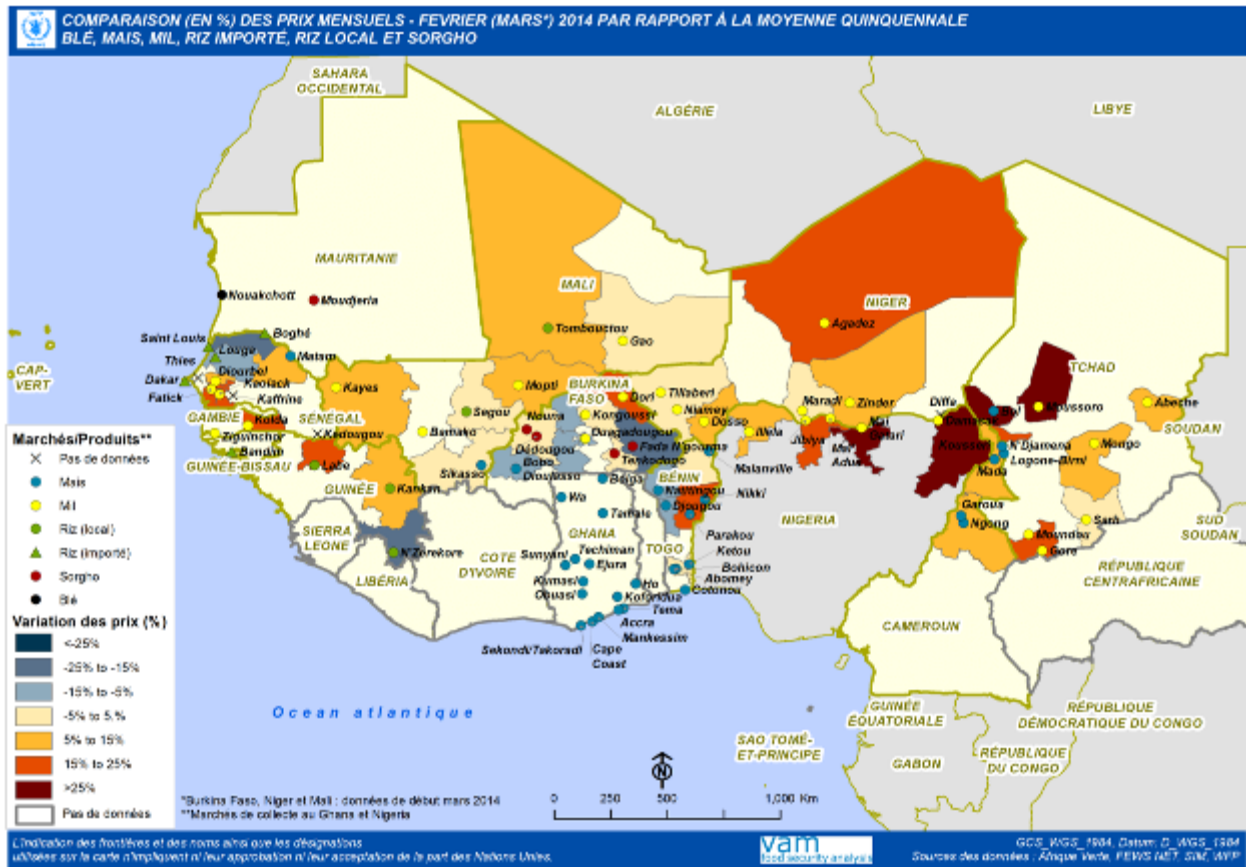 COMPARAISON (EN %) DES PRIX MENSUELS - FEVRIER (MARS*) 2014 PAR RAPPORT À LA MOYENNE QUINQUENNALE
BLÉ, MAIS, MIL, RIZ IMPORTÉ, RIZ LOCAL ET SORGHO
SAHARA
OCCIDENTAL
ALGÉRIE
LIBYE
MAURITANIE
MALI
NIGER
TCHAD
Nouakchott
Moudjeria
Tombouctou
Gao
Agadez
Saint Louis
Boghé
Louga
Thies
Matam
Diourbel
Dakar
Kaolack
Fatick
Kaffrine
CAP-
VERT
GAMBIE
SÉNÉGAL
Kolda
Ziguinchor
Kédougou
Bandim
GUINÉE-BISSAU
Kayes
Bamako
Segou
Mopti
Sikasso
Labe
GUINÉE
Kankan
N'Zerekore
SIERRA
LEONE
LIBÉRIA
COTE
D'IVOIRE
BURKINA
FASO
Dori
Nouna
Kongoussi
Ouagadougou
Dédougou
Bobo
Dioulasso
Fada N'gourma
Tenkodogo
Tillaberi
Niamey
Dosso
Maradi
Zinder
Illela
Jibiya
Mai
Adua
Mai
Gatari
Diffa
Damasak
Bol
Moussoro
Abeche
Kousseri
N'Djamena
Logone-Birni
Mada
Mongo
SOUDAN
Garoua
Ngong
Moundou
Gore
Sarh
SUD
SOUDAN
RÉPUBLIQUE
CENTRAFRICAINE
CAMEROUN
NIGERIA
BÉNIN
Malanville
Natitingou
Nikki
Djougou
Parakou
Ketou
Bohicon
Abomey
Cotonou
TOGO
GHANA
Bolga
Wa
Tamale
Techiman
Sunyani
Ejura
Kumasi
Obuasi
Ho
Koforidua
Tema
Accra
Mankessim
Cape
Coast
Sekondi/Takoradi
Ocean atlantique
GUINÉE
ÉQUATORIALE
SAO TOMÉ-
ET-PRINCIPE
GABON
RÉPUBLIQUE
DU CONGO
RÉPUBLIQUE
DÉMOCRATIQUE DU CONGO
Marchés/Produits**
Pas de données
Mais
Mil
Riz (local)
Riz (importé)
Sorgho
Blé
Variation des prix (%)
<-25%
-25% to -15%
-15% to -5%
-5% to 5.%
5% to 15%
15% to 25%
>25%
Pas de données
*Burkina Faso, Niger et Mali : données de début mars 2014
**Marchés de collecte au Ghana et Nigeria
N
0 250 500 1,000 Km
L'indication des frontières et des noms ainsi que les désignations
utilisées sur la carte n'impliquent ni leur approbation ni leur acceptation de la part des Nations Unies.
vam
food security analysis
GCS_WGS_1984, Datum: D_WGS_1984
Sources des données : Afrique Verte, FEWS NET, SIM, WFP